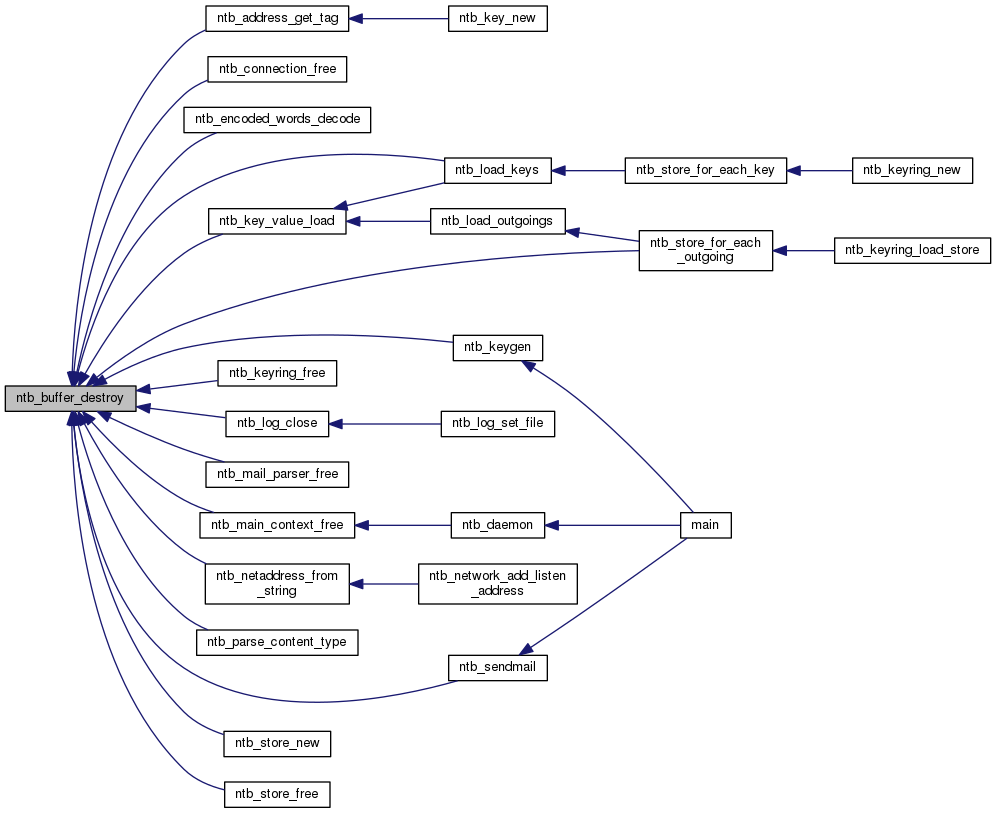 ntb_address_get_tag
ntb_key_new
ntb_connection_free
ntb_encoded_words_decode
ntb_load_keys
ntb_store_for_each_key
ntb_keyring_new
ntb_key_value_load
ntb_load_outgoings
ntb_store_for_each
_outgoing
ntb_keyring_load_store
ntb_keygen
ntb_keyring_free
ntb_buffer_destroy
ntb_log_close
ntb_log_set_file
ntb_mail_parser_free
ntb_main_context_free
ntb_daemon
main
ntb_netaddress_from
_string
ntb_network_add_listen
_address
ntb_parse_content_type
ntb_sendmail
ntb_store_new
ntb_store_free